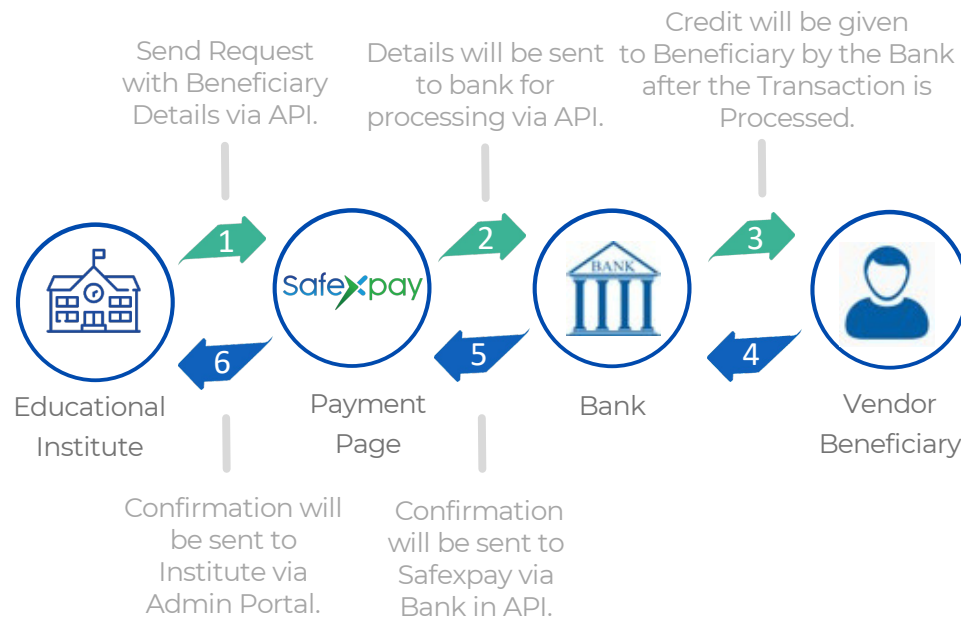 Send Request
with Beneficiary
Details via API.
Details will be sent
to bank for
processing via API.
Credit will be given
to Beneficiary by the Bank
after the Transaction is
Processed.
1
2
3
safexpay
BANK
6
5
4
Educational
Institute
Payment
Page
Bank
Vendor
Beneficiary
Confirmation will
be sent to
Institute via
Admin Portal.
Confirmation
will be sent to
Safexpay via
Bank in API.